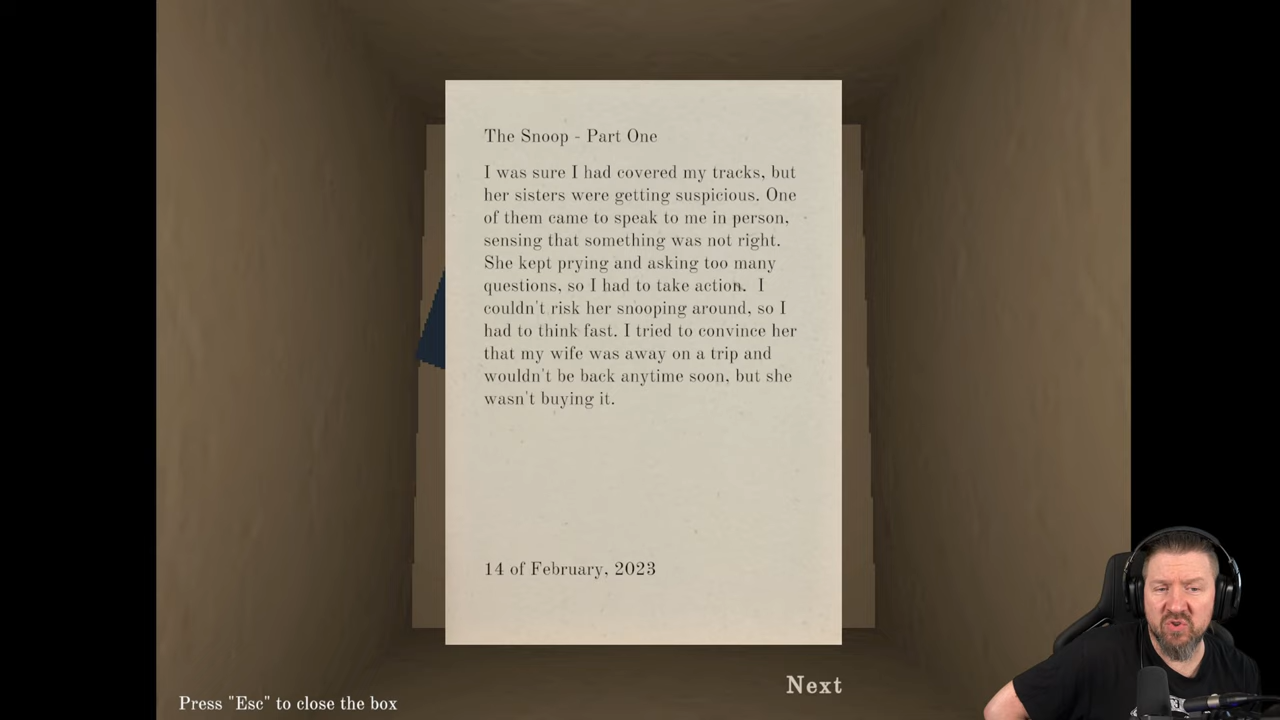 The Snoop - Part One
I was sure I had covered my tracks, but
her sisters were getting suspicious. One
of them came to speak to me in person,
sensing that something was not right.
She kept prying and asking too many
questions, so I had to take action.  I
couldn't risk her snooping around, so I
had to think fast. I tried to convince her
that my wife was away on a trip and
wouldn't be back anytime soon, but she
wasn't buying it.
14 of February, 2023
Next
Press "Esc" to close the box